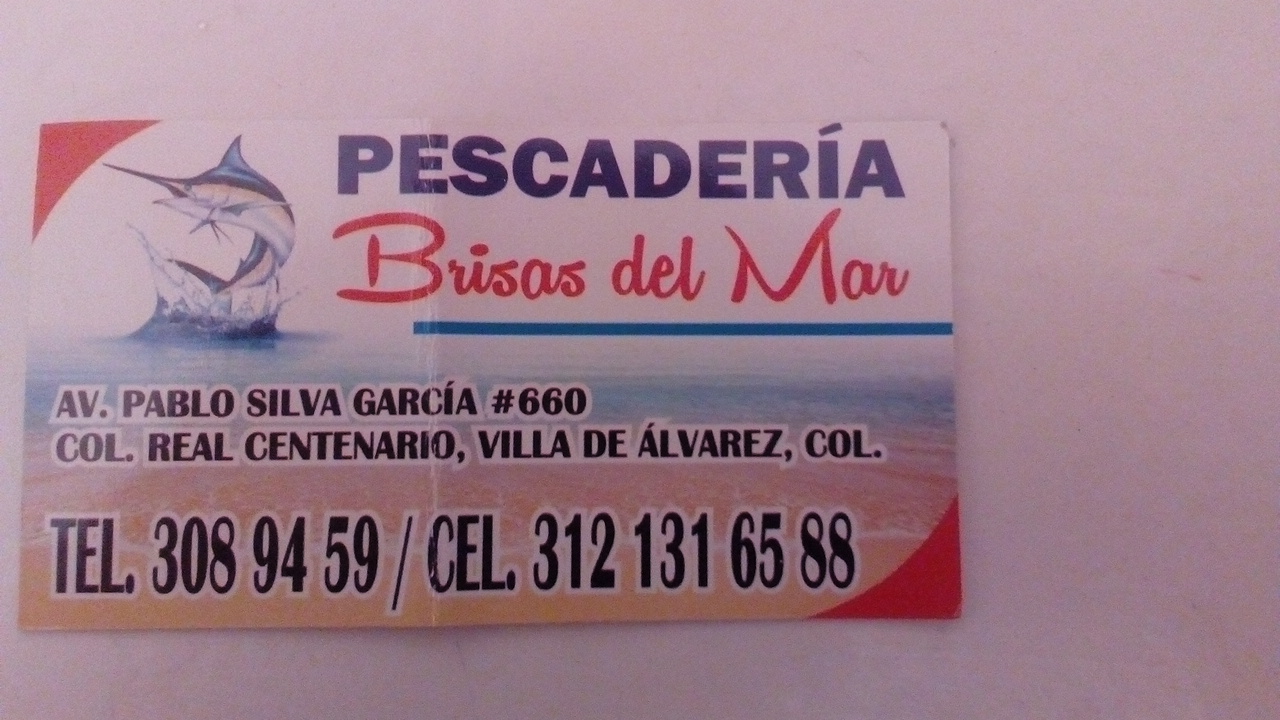 PESCADERÍA
Brisas del Mar
AV. PABLO SILVA GARCÍA #660
COL. REAL CENTENARIO, VILLA DE ÁLVAREZ, COL.
TEL. 308 94 59 / CEL. 312 131 65 88